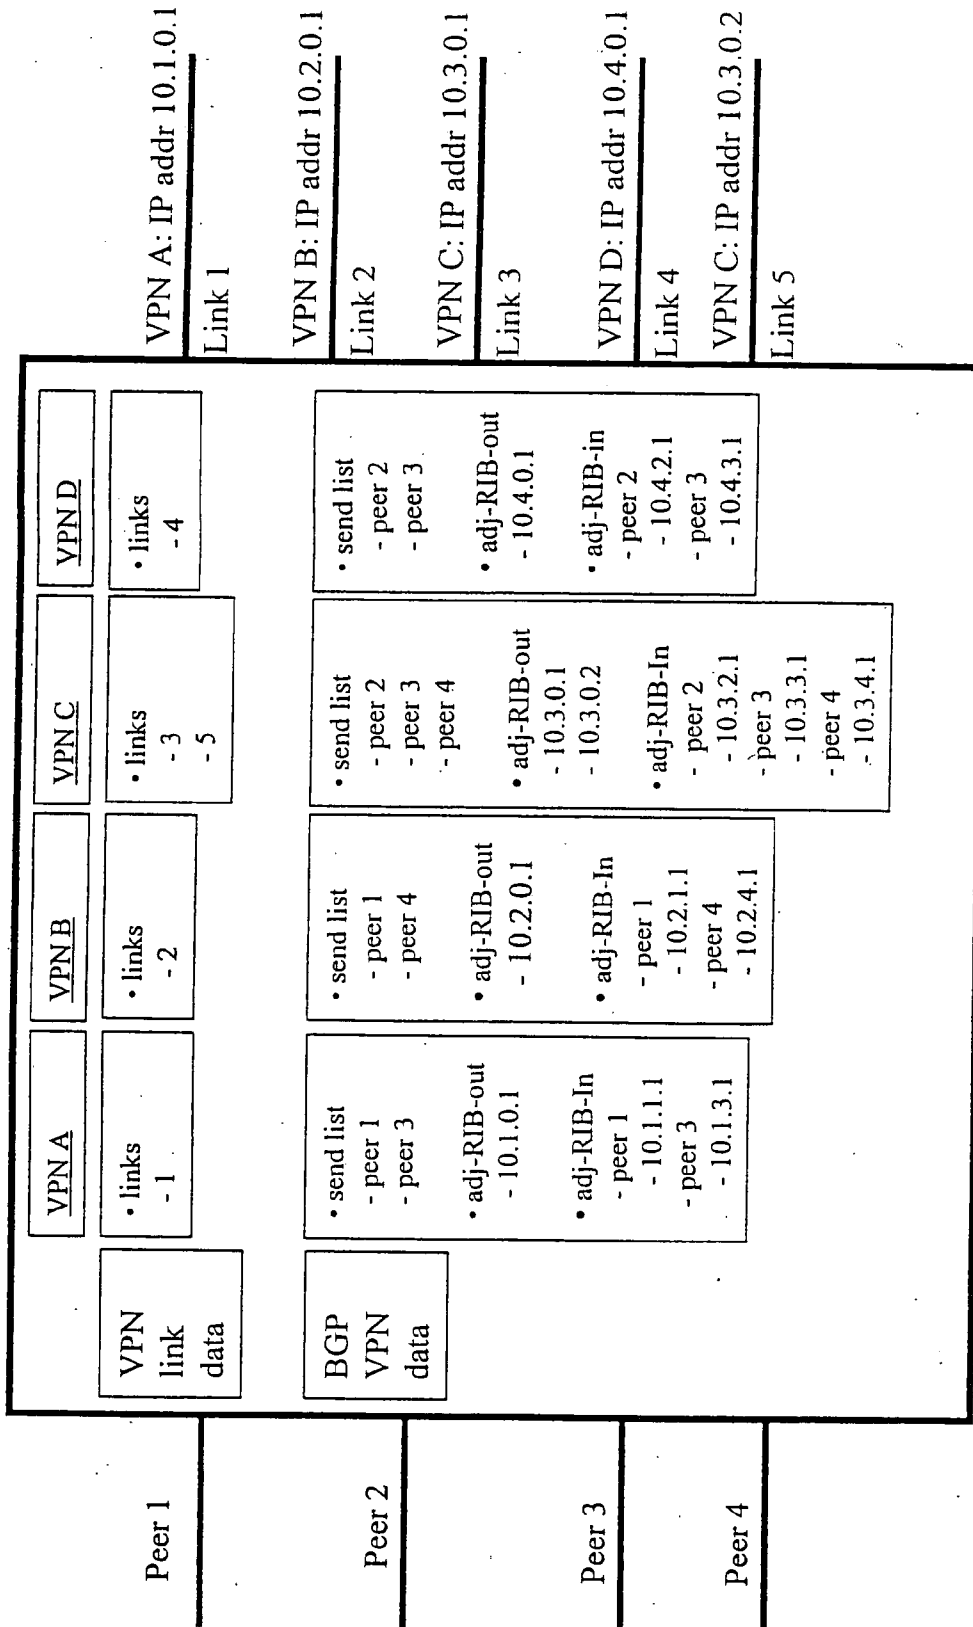 VPN A
VPN B
VPN C
VPN D
VPN
link
data
• links
- 1
• links
- 2
• links
- 3
- 5
• links
- 4
BGP
VPN
data
• send list
- peer 1
- peer 3
• adj-RIB-out
- 10.1.0.1
• adj-RIB-In
- peer 1
- 10.1.1.1
- peer 3
- 10.1.3.1
• send list
- peer 1
- peer 4
• adj-RIB-out
- 10.2.0.1
• adj-RIB-In
- peer 1
- 10.2.1.1
- peer 4
- 10.2.4.1
• send list
- peer 2
- peer 3
- peer 4
• adj-RIB-out
- 10.3.0.1
- 10.3.0.2
• adj-RIB-In
- peer 2
- 10.3.2.1
- peer 3
- 10.3.3.1
- peer 4
- 10.3.4.1
• send list
- peer 2
- peer 3
• adj-RIB-out
- 10.4.0.1
• adj-RIB-in
- peer 2
- 10.4.2.1
- peer 3
- 10.4.3.1
Peer 1
Peer 2
Peer 3
Peer 4
VPN A: IP addr 10.1.0.1
Link 1
VPN B: IP addr 10.2.0.1
Link 2
VPN C: IP addr 10.3.0.1
Link 3
VPN D: IP addr 10.4.0.1
Link 4
VPN C: IP addr 10.3.0.2
Link 5